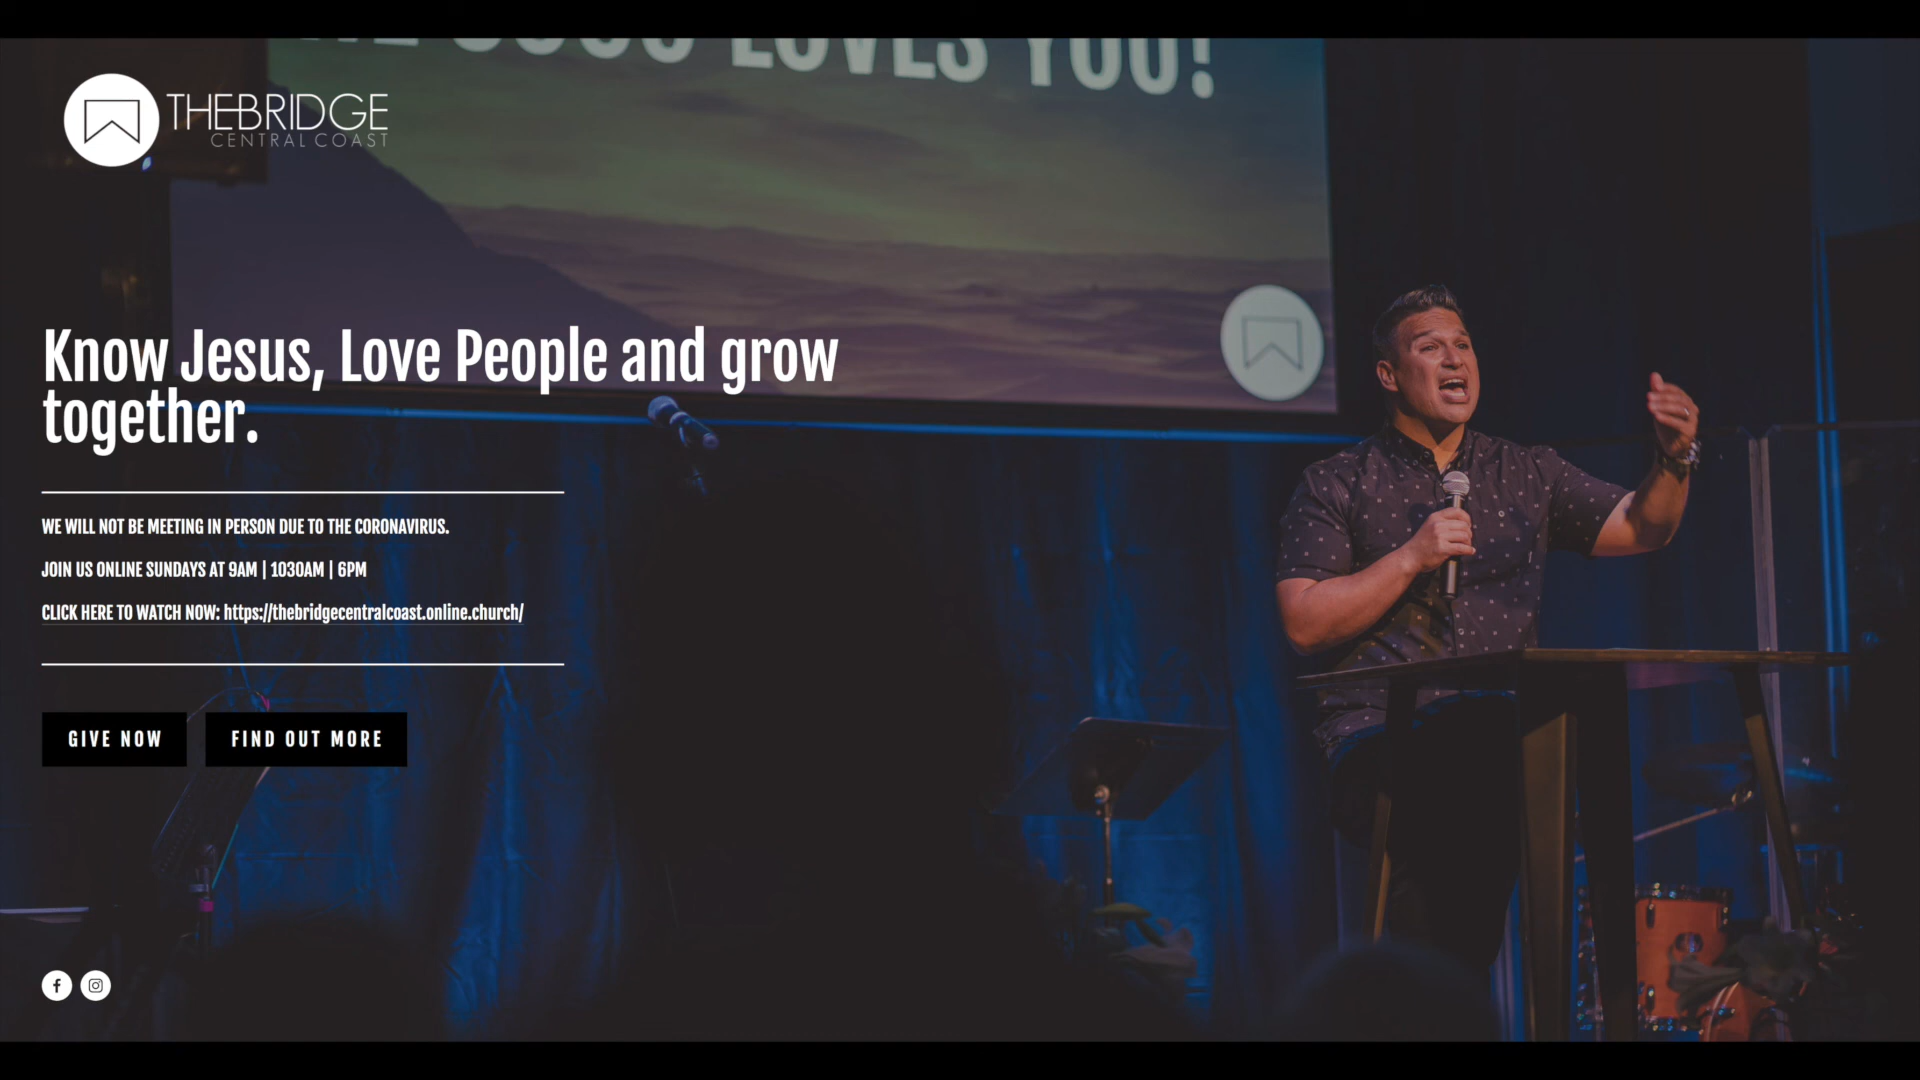 LOVES YOU!
THEBRIDGE
CENTRAL COAST
Know Jesus, Love People and grow
together.
WE WILL NOT BE MEETING IN PERSON DUE TO THE CORONAVIRUS.
JOIN US ONLINE SUNDAYS AT 9AM | 1030AM | 6PM
CLICK HERE TO WATCH NOW: https://thebridgecentralcoast.online.church/
GIVE NOW
FIND OUT MORE